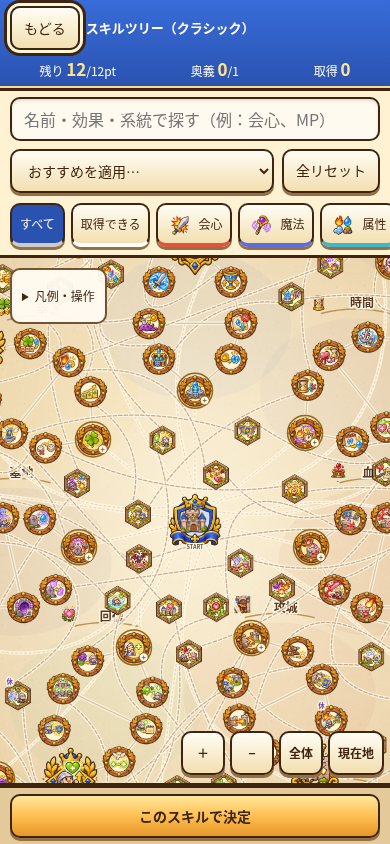 もどる
スキルツリー（クラシック）
残り 12/12pt
奥義 0/1
取得 0
名前・効果・系統で探す（例：会心、MP）
おすすめを適用…
全リセット
すべて
取得できる
会心
魔法
属性
▶ 凡例・操作
時間
血
START
攻城
回
休
休
＋
－
全体
現在地
このスキルで決定